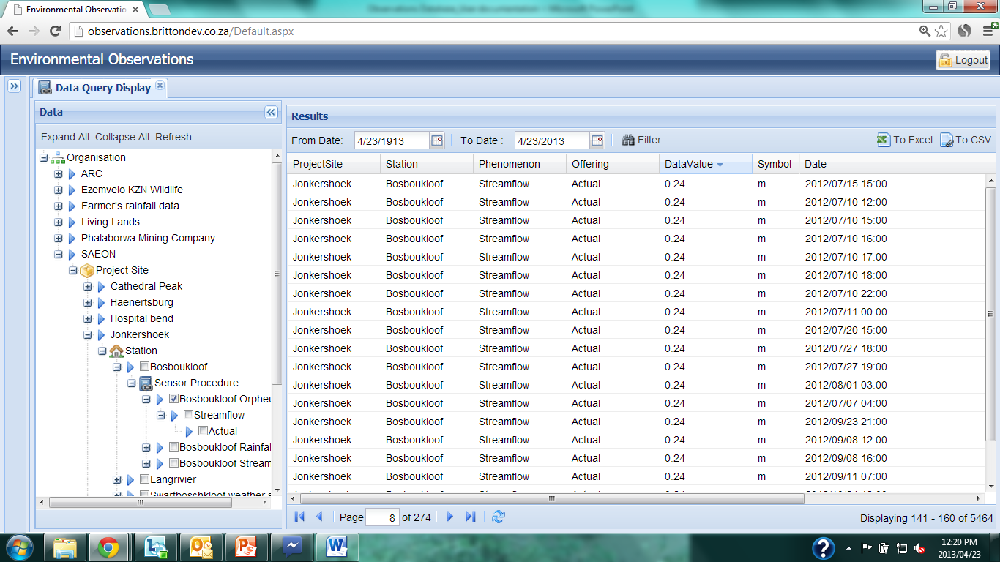 Environmental Observatio
Observations Database User documentation - Microsoft PowerPoint
observations.brittondev.co.za/Default.aspx
Environmental Observations
Logout
Data Query Display
Data
Expand All Collapse All Refresh
Organisation
ARC
Ezemvelo KZN Wildlife
Farmer's rainfall data
Living Lands
Phalaborwa Mining Company
SAEON
Project Site
Cathedral Peak
Haenertsburg
Hospital bend
Jonkershoek
Station
Bosboukloof
Sensor Procedure
Bosboukloof Orpheu
Streamflow
Actual
Bosboukloof Rainfal
Bosboukloof Stream
Langrivier
Swartboschkloof weather s
Results
From Date: 4/23/1913 To Date : 4/23/2013 Filter To Excel To CSV
ProjectSite Station Phenomenon Offering DataValue Symbol Date
Jonkershoek Bosboukloof Streamflow Actual 0.24 m 2012/07/15 15:00
Jonkershoek Bosboukloof Streamflow Actual 0.24 m 2012/07/10 12:00
Jonkershoek Bosboukloof Streamflow Actual 0.24 m 2012/07/10 15:00
Jonkershoek Bosboukloof Streamflow Actual 0.24 m 2012/07/10 16:00
Jonkershoek Bosboukloof Streamflow Actual 0.24 m 2012/07/10 17:00
Jonkershoek Bosboukloof Streamflow Actual 0.24 m 2012/07/10 18:00
Jonkershoek Bosboukloof Streamflow Actual 0.24 m 2012/07/10 22:00
Jonkershoek Bosboukloof Streamflow Actual 0.24 m 2012/07/11 00:00
Jonkershoek Bosboukloof Streamflow Actual 0.24 m 2012/07/20 15:00
Jonkershoek Bosboukloof Streamflow Actual 0.24 m 2012/07/27 18:00
Jonkershoek Bosboukloof Streamflow Actual 0.24 m 2012/07/27 19:00
Jonkershoek Bosboukloof Streamflow Actual 0.24 m 2012/08/01 03:00
Jonkershoek Bosboukloof Streamflow Actual 0.24 m 2012/07/07 04:00
Jonkershoek Bosboukloof Streamflow Actual 0.24 m 2012/09/23 21:00
Jonkershoek Bosboukloof Streamflow Actual 0.24 m 2012/09/08 12:00
Jonkershoek Bosboukloof Streamflow Actual 0.24 m 2012/09/08 16:00
Jonkershoek Bosboukloof Streamflow Actual 0.24 m 2012/09/11 07:00
Page 8 of 274
Displaying 141 - 160 of 5464
12:20 PM
2013/04/23